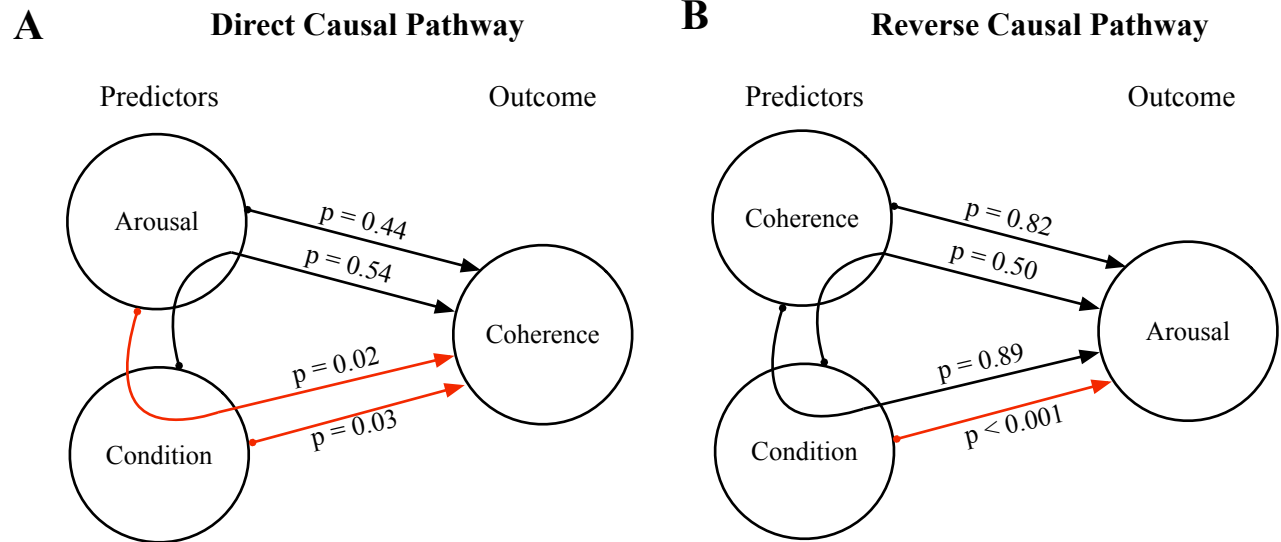 A
Direct Causal Pathway
Predictors
Outcome
Arousal
p = 0.44
p = 0.54
Coherence
p = 0.02
p = 0.03
Condition
B
Reverse Causal Pathway
Predictors
Outcome
Coherence
p = 0.82
p = 0.50
Arousal
p = 0.89
p < 0.001
Condition